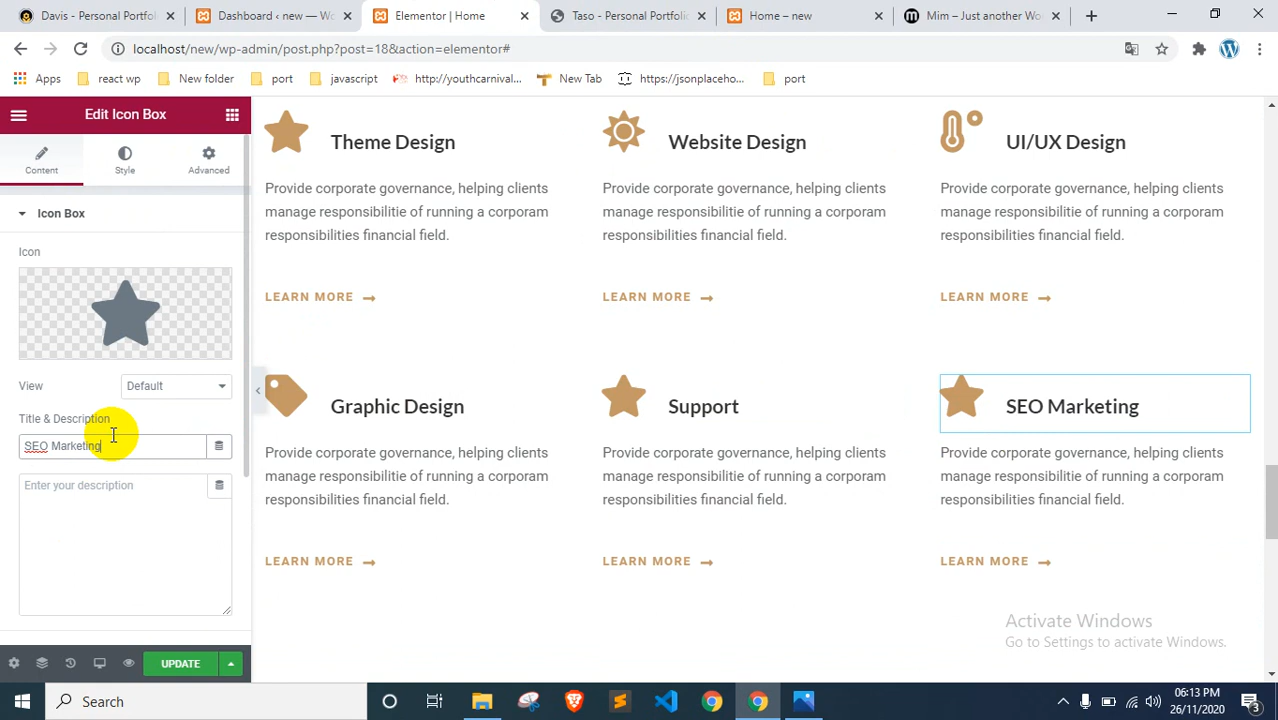 Davis - Personal Portfolio
Dashboard ‹ new — Wo
Elementor | Home
Taso - Personal Portfolio
Home – new
Mim – Just another Wo
localhost/new/wp-admin/post.php?post=18&action=elementor#
Apps
react wp
New folder
port
javascript
http://youthcarnival...
New Tab
https://jsonplaceho...
port
Edit Icon Box
Content
Style
Advanced
Icon Box
Icon
View
Default
Title & Description
SEO Marketing
Enter your description
UPDATE
Theme Design
Provide corporate governance, helping clients
manage responsibilitie of running a corporam
responsibilities financial field.
LEARN MORE
Website Design
Provide corporate governance, helping clients
manage responsibilitie of running a corporam
responsibilities financial field.
LEARN MORE
UI/UX Design
Provide corporate governance, helping clients
manage responsibilitie of running a corporam
responsibilities financial field.
LEARN MORE
Graphic Design
Provide corporate governance, helping clients
manage responsibilitie of running a corporam
responsibilities financial field.
LEARN MORE
Support
Provide corporate governance, helping clients
manage responsibilitie of running a corporam
responsibilities financial field.
LEARN MORE
SEO Marketing
Provide corporate governance, helping clients
manage responsibilitie of running a corporam
responsibilities financial field.
LEARN MORE
Activate Windows
Go to Settings to activate Windows.
Search
06:13 PM
26/11/2020
3